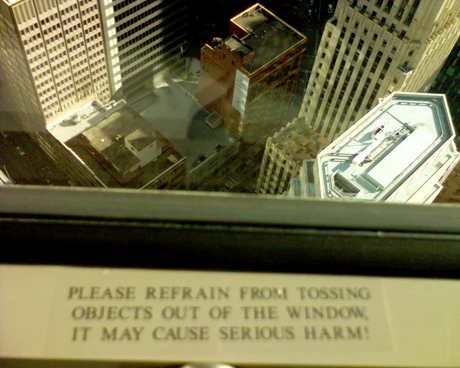 PLEASE REFRAIN FROM TOSSING
OBJECTS OUT OF THE WINDOW,
IT MAY CAUSE SERIOUS HARM!